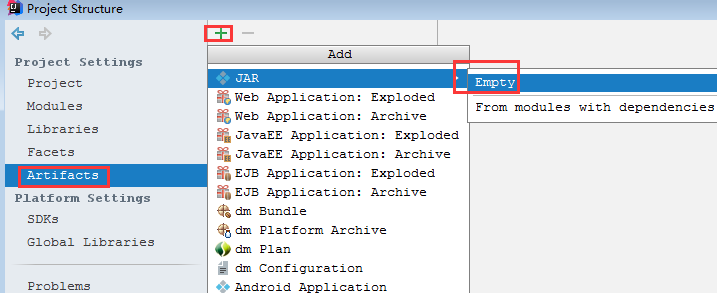 Project Structure
Project Settings
Project
Modules
Libraries
Facets
Artifacts
Platform Settings
SDKs
Global Libraries
Problems
Add
JAR
Web Application: Exploded
Web Application: Archive
JavaEE Application: Exploded
JavaEE Application: Archive
EJB Application: Exploded
EJB Application: Archive
dm Bundle
dm Platform Archive
dm Plan
dm Configuration
Android Application
Empty
From modules with dependencies